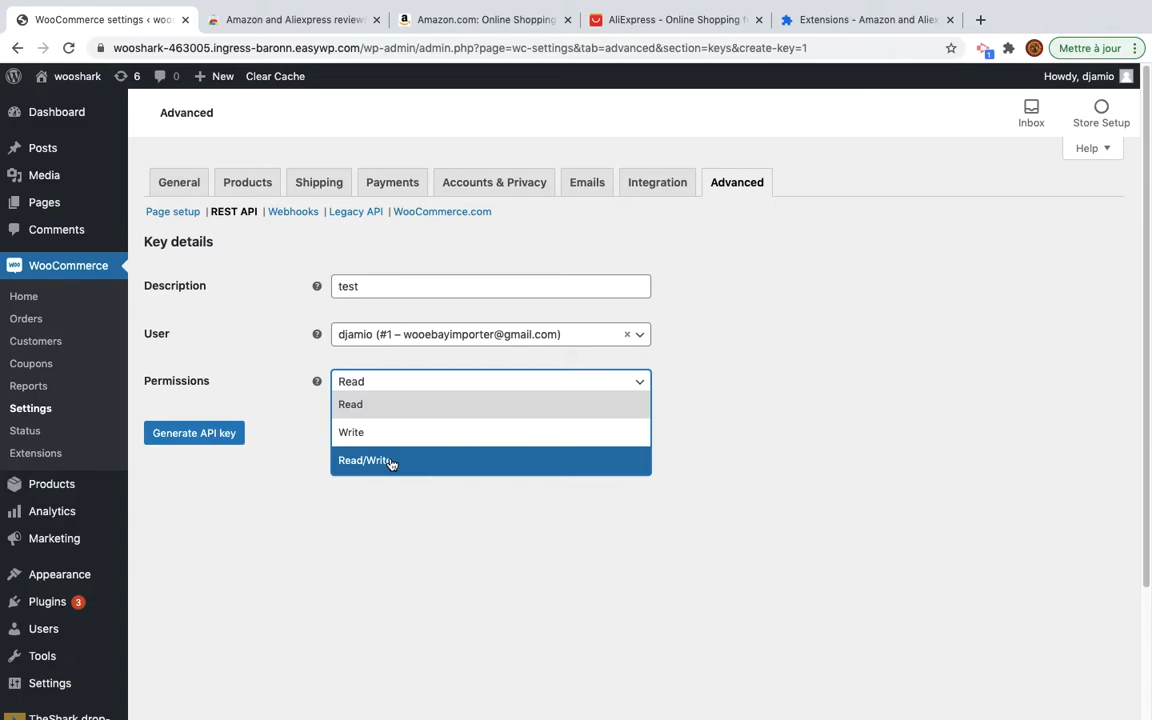 WooCommerce settings ‹ woos
Amazon and Aliexpress reviews
Amazon.com: Online Shopping
AliExpress - Online Shopping f
Extensions - Amazon and Alie
wooshark-463005.ingress-baronn.easywp.com/wp-admin/admin.php?page=wc-settings&tab=advanced&section=keys&create-key=1
1
Mettre à jour
wooshark
6
0
New
Clear Cache
Howdy, djamio
Dashboard
Posts
Media
Pages
Comments
WooCommerce
Home
Orders
Customers
Coupons
Reports
Settings
Status
Extensions
Products
Analytics
Marketing
Appearance
Plugins 3
Users
Tools
Settings
TheShark drop-
Advanced
Inbox
Store Setup
Help
General
Products
Shipping
Payments
Accounts & Privacy
Emails
Integration
Advanced
Page setup | REST API | Webhooks | Legacy API | WooCommerce.com
Key details
Description
test
User
djamio (#1 – wooebayimporter@gmail.com)
Permissions
Read
Read
Write
Read/Write
Generate API key